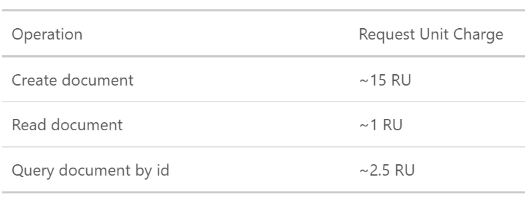 Operation Request Unit Charge
Create document ~15 RU
Read document ~1 RU
Query document by id ~2.5 RU